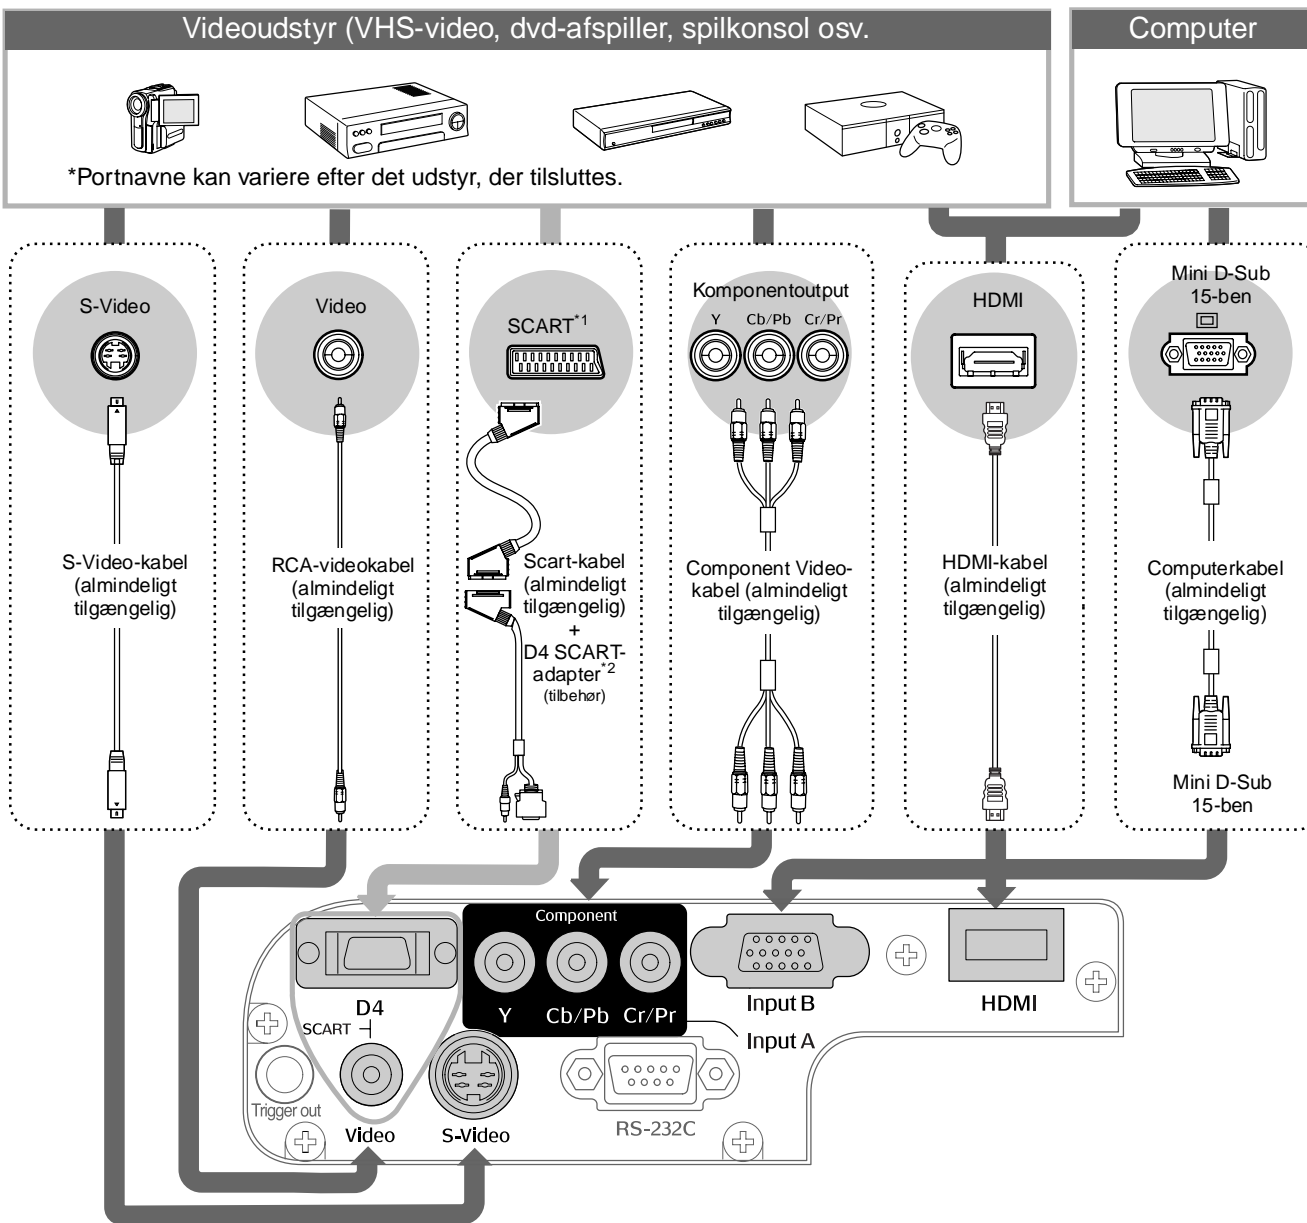 Videoudstyr (VHS-video, dvd-afspiller, spilkonsol osv.
Computer
*Portnavne kan variere efter det udstyr, der tilsluttes.
S-Video
Video
SCART*1
Komponentoutput
Y Cb/Pb Cr/Pr
HDMI
Mini D-Sub
15-ben
S-Video-kabel
(almindeligt
tilgængelig)
RCA-videokabel
(almindeligt
tilgængelig)
Scart-kabel
(almindeligt
tilgængelig)
+
D4 SCART-
adapter*2
(tilbehør)
Component Video-
kabel (almindeligt
tilgængelig)
HDMI-kabel
(almindeligt
tilgængelig)
Computerkabel
(almindeligt
tilgængelig)
Mini D-Sub
15-ben
Component
Y Cb/Pb Cr/Pr
D4
SCART
Input B
HDMI
Input A
Trigger out
Video
S-Video
RS-232C